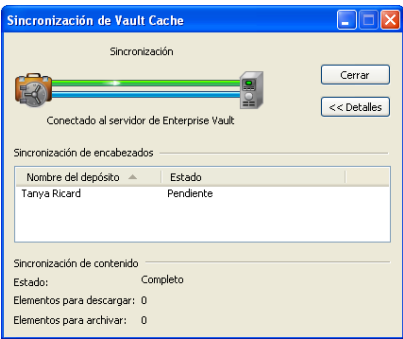 Sincronización de Vault Cache
Sincronización
Cerrar
<< Detalles
Conectado al servidor de Enterprise Vault
Sincronización de encabezados
Nombre del depósito Estado
Tanya Ricard Pendiente
Sincronización de contenido
Estado: Completo
Elementos para descargar: 0
Elementos para archivar: 0